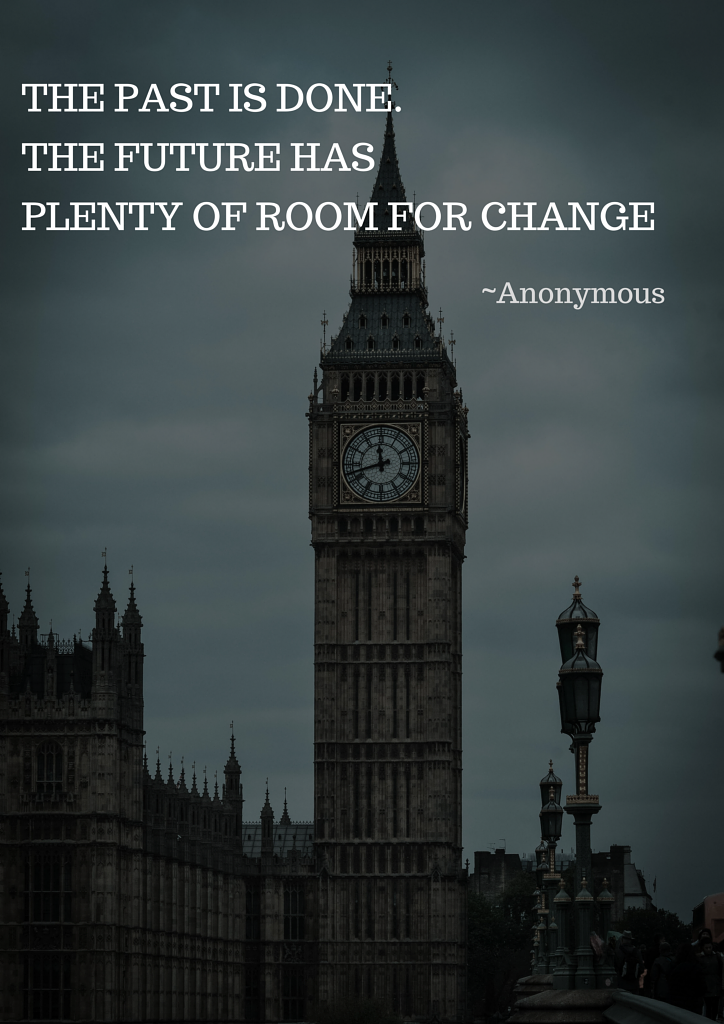 THE PAST IS DONE.
THE FUTURE HAS
PLENTY OF ROOM FOR CHANGE
~Anonymous